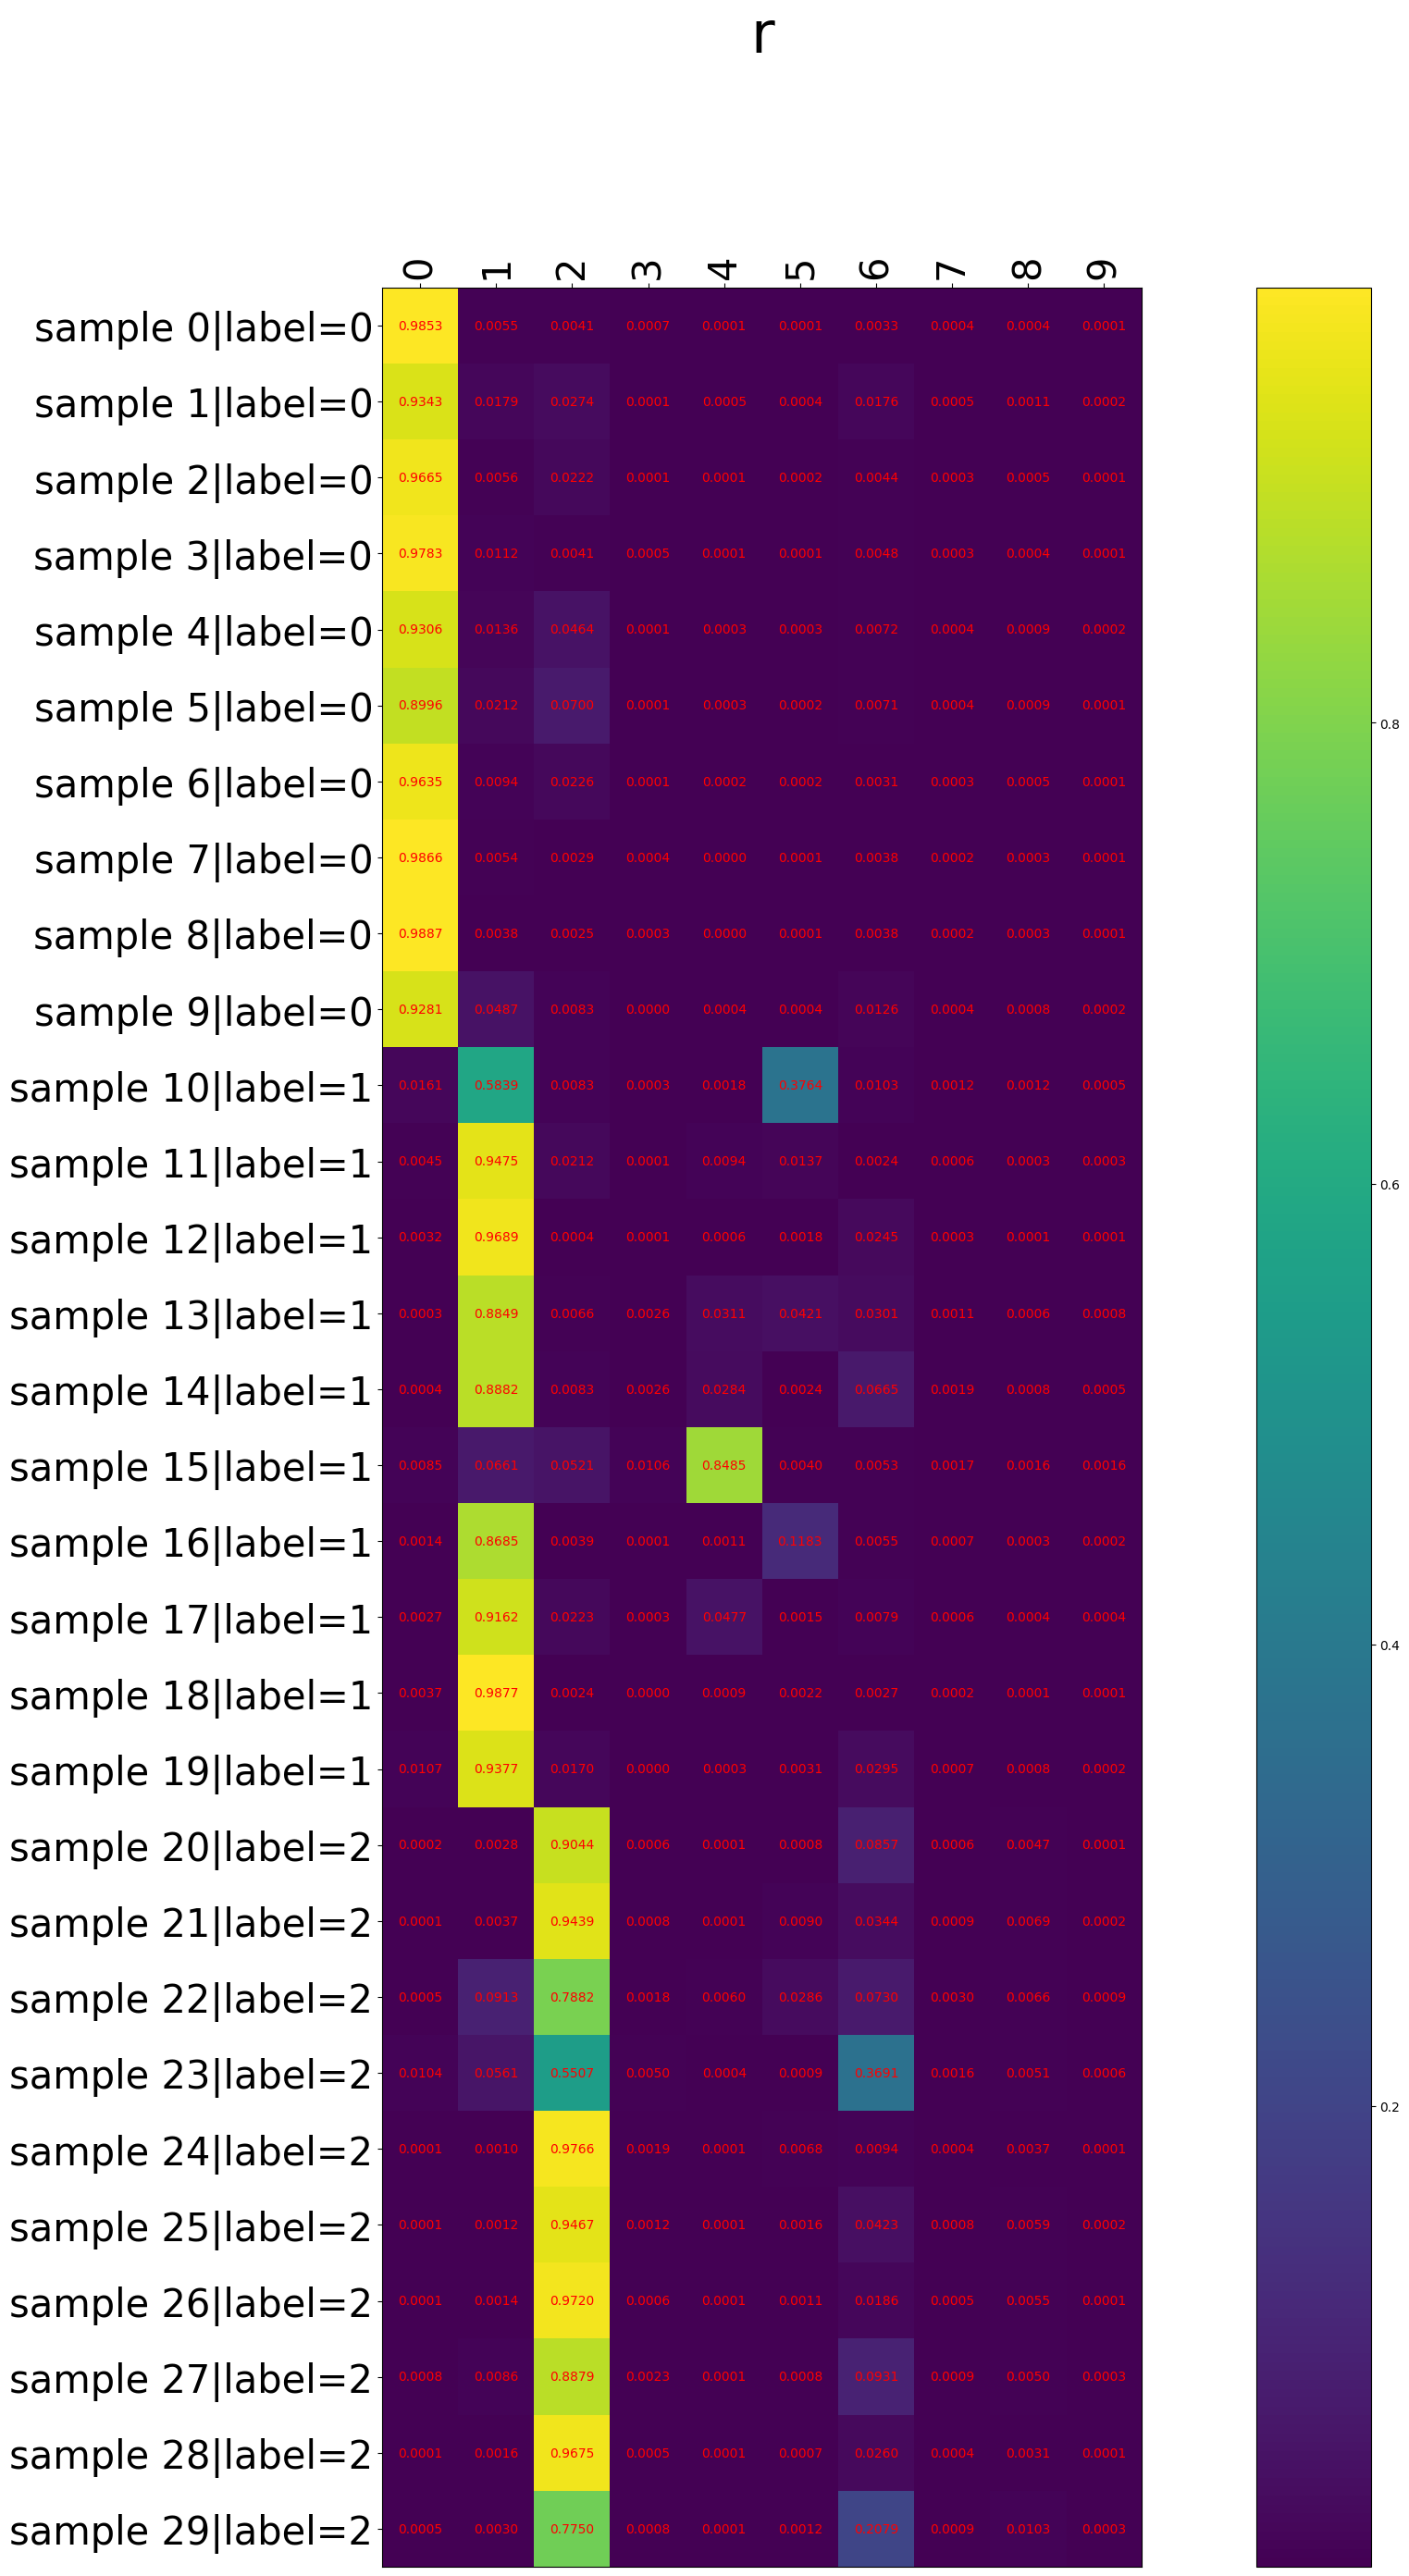 r
0 1 2 3 4 5 6 7 8 9
sample 0|label=0 0.9853 0.0055 0.0041 0.0007 0.0001 0.0001 0.0033 0.0004 0.0004 0.0001
sample 1|label=0 0.9343 0.0179 0.0274 0.0001 0.0005 0.0004 0.0176 0.0005 0.0011 0.0002
sample 2|label=0 0.9665 0.0056 0.0222 0.0001 0.0001 0.0002 0.0044 0.0003 0.0005 0.0001
sample 3|label=0 0.9783 0.0112 0.0041 0.0005 0.0001 0.0001 0.0048 0.0003 0.0004 0.0001
sample 4|label=0 0.9306 0.0136 0.0464 0.0001 0.0003 0.0003 0.0072 0.0004 0.0009 0.0002
sample 5|label=0 0.8996 0.0212 0.0700 0.0001 0.0003 0.0002 0.0071 0.0004 0.0009 0.0001
0.8
sample 6|label=0 0.9635 0.0094 0.0226 0.0001 0.0002 0.0002 0.0031 0.0003 0.0005 0.0001
sample 7|label=0 0.9866 0.0054 0.0029 0.0004 0.0000 0.0001 0.0038 0.0002 0.0003 0.0001
sample 8|label=0 0.9887 0.0038 0.0025 0.0003 0.0000 0.0001 0.0038 0.0002 0.0003 0.0001
sample 9|label=0 0.9281 0.0487 0.0083 0.0000 0.0004 0.0004 0.0126 0.0004 0.0008 0.0002
sample 10|label=1 0.0161 0.5839 0.0083 0.0003 0.0018 0.3764 0.0103 0.0012 0.0012 0.0005
sample 11|label=1 0.0045 0.9475 0.0212 0.0001 0.0094 0.0137 0.0024 0.0006 0.0003 0.0003
0.6
sample 12|label=1 0.0032 0.9689 0.0004 0.0001 0.0006 0.0018 0.0245 0.0003 0.0001 0.0001
sample 13|label=1 0.0003 0.8849 0.0066 0.0026 0.0311 0.0421 0.0301 0.0011 0.0006 0.0008
sample 14|label=1 0.0004 0.8882 0.0083 0.0026 0.0284 0.0024 0.0665 0.0019 0.0008 0.0005
sample 15|label=1 0.0085 0.0661 0.0521 0.0106 0.8485 0.0040 0.0053 0.0017 0.0016 0.0016
sample 16|label=1 0.0014 0.8685 0.0039 0.0001 0.0011 0.1183 0.0055 0.0007 0.0003 0.0002
sample 17|label=1 0.0027 0.9162 0.0223 0.0003 0.0477 0.0015 0.0079 0.0006 0.0004 0.0004
0.4
sample 18|label=1 0.0037 0.9877 0.0024 0.0000 0.0009 0.0022 0.0027 0.0002 0.0001 0.0001
sample 19|label=1 0.0107 0.9377 0.0170 0.0000 0.0003 0.0031 0.0295 0.0007 0.0008 0.0002
sample 20|label=2 0.0002 0.0028 0.9044 0.0006 0.0001 0.0008 0.0857 0.0006 0.0047 0.0001
sample 21|label=2 0.0001 0.0037 0.9439 0.0008 0.0001 0.0090 0.0344 0.0009 0.0069 0.0002
sample 22|label=2 0.0005 0.0913 0.7882 0.0018 0.0060 0.0286 0.0730 0.0030 0.0066 0.0009
sample 23|label=2 0.0104 0.0561 0.5507 0.0050 0.0004 0.0009 0.3691 0.0016 0.0051 0.0006
0.2
sample 24|label=2 0.0001 0.0010 0.9766 0.0019 0.0001 0.0068 0.0094 0.0004 0.0037 0.0001
sample 25|label=2 0.0001 0.0012 0.9467 0.0012 0.0001 0.0016 0.0423 0.0008 0.0059 0.0002
sample 26|label=2 0.0001 0.0014 0.9720 0.0006 0.0001 0.0011 0.0186 0.0005 0.0055 0.0001
sample 27|label=2 0.0008 0.0086 0.8879 0.0023 0.0001 0.0008 0.0931 0.0009 0.0050 0.0003
sample 28|label=2 0.0001 0.0016 0.9675 0.0005 0.0001 0.0007 0.0260 0.0004 0.0031 0.0001
sample 29|label=2 0.0005 0.0030 0.7750 0.0008 0.0001 0.0012 0.0009 0.0103 0.0003